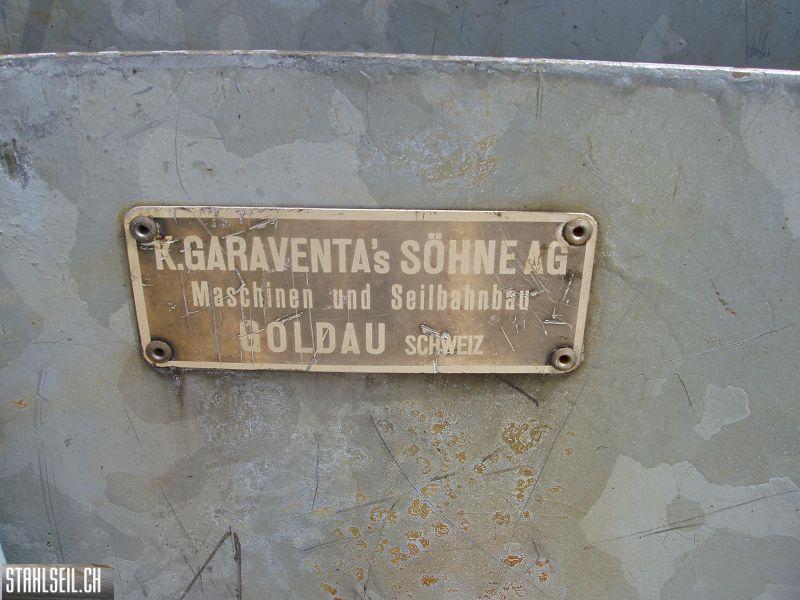 K.GARAVENTA's SÖHNE AG
Maschinen und Seilbahnbau
GOLDAU SCHWEIZ
STAHLSEIL.CH